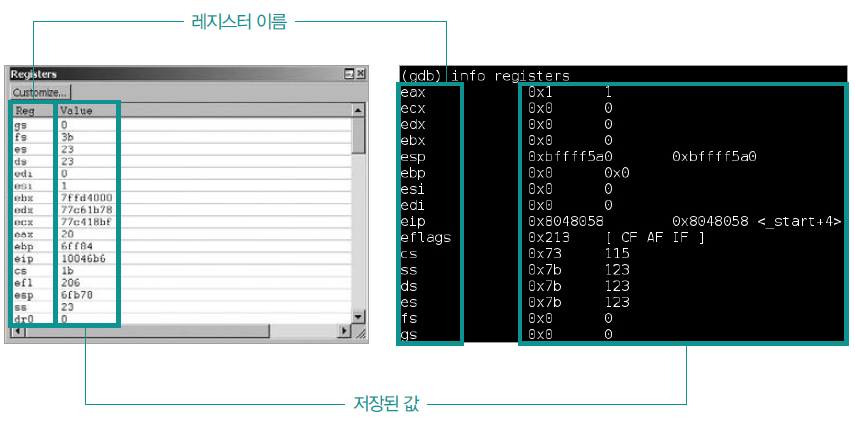 레지스터 이름
Registers
Customize...
Reg Value
gs 0
fs 3b
es 23
ds 23
edi 0
esi 1
ebx 7ffd4000
edx 77c61b78
ecx 77c418bf
eax 20
ebp 6ff84
eip 10046b6
cs 1b
efl 206
esp 6fb78
ss 23
dr0 0
(gdb) info registers
eax 0x1 1
ecx 0x0 0
edx 0x0 0
ebx 0x0 0
esp 0xbffff5a0 0xbffff5a0
ebp 0x0 0x0
esi 0x0 0
edi 0x0 0
eip 0x8048058 0x8048058 <_start+4>
eflags 0x213 [ CF AF IF ]
cs 0x73 115
ss 0x7b 123
ds 0x7b 123
es 0x7b 123
fs 0x0 0
gs 0x0 0
저장된 값